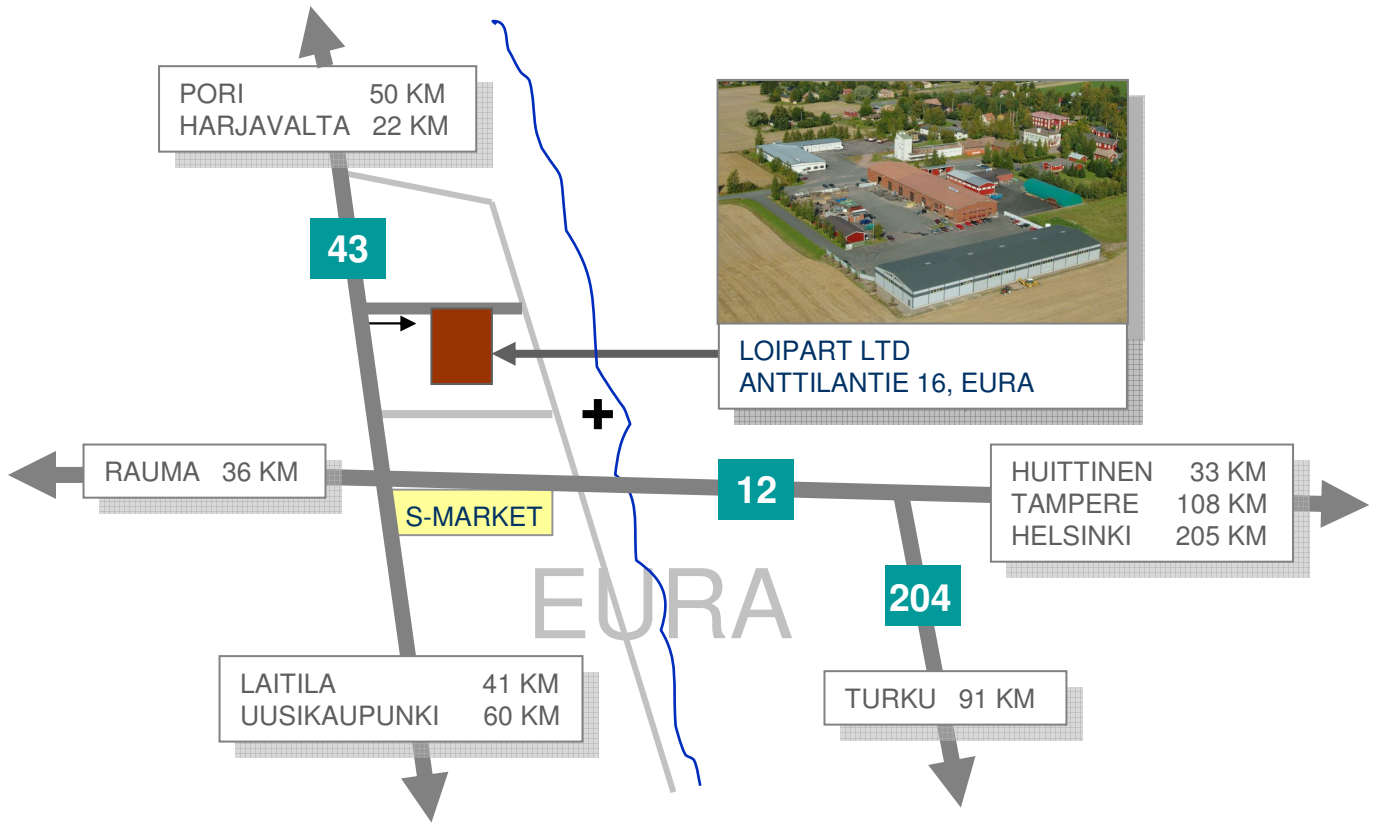 PORI 50 KM
HARJAVALTA 22 KM
43
LOIPART LTD
ANTTILANTIE 16, EURA
RAUMA 36 KM
12
HUITTINEN 33 KM
TAMPERE 108 KM
HELSINKI 205 KM
S-MARKET
EURA
204
LAITILA 41 KM
UUSIKAUPUNKI 60 KM
TURKU 91 KM